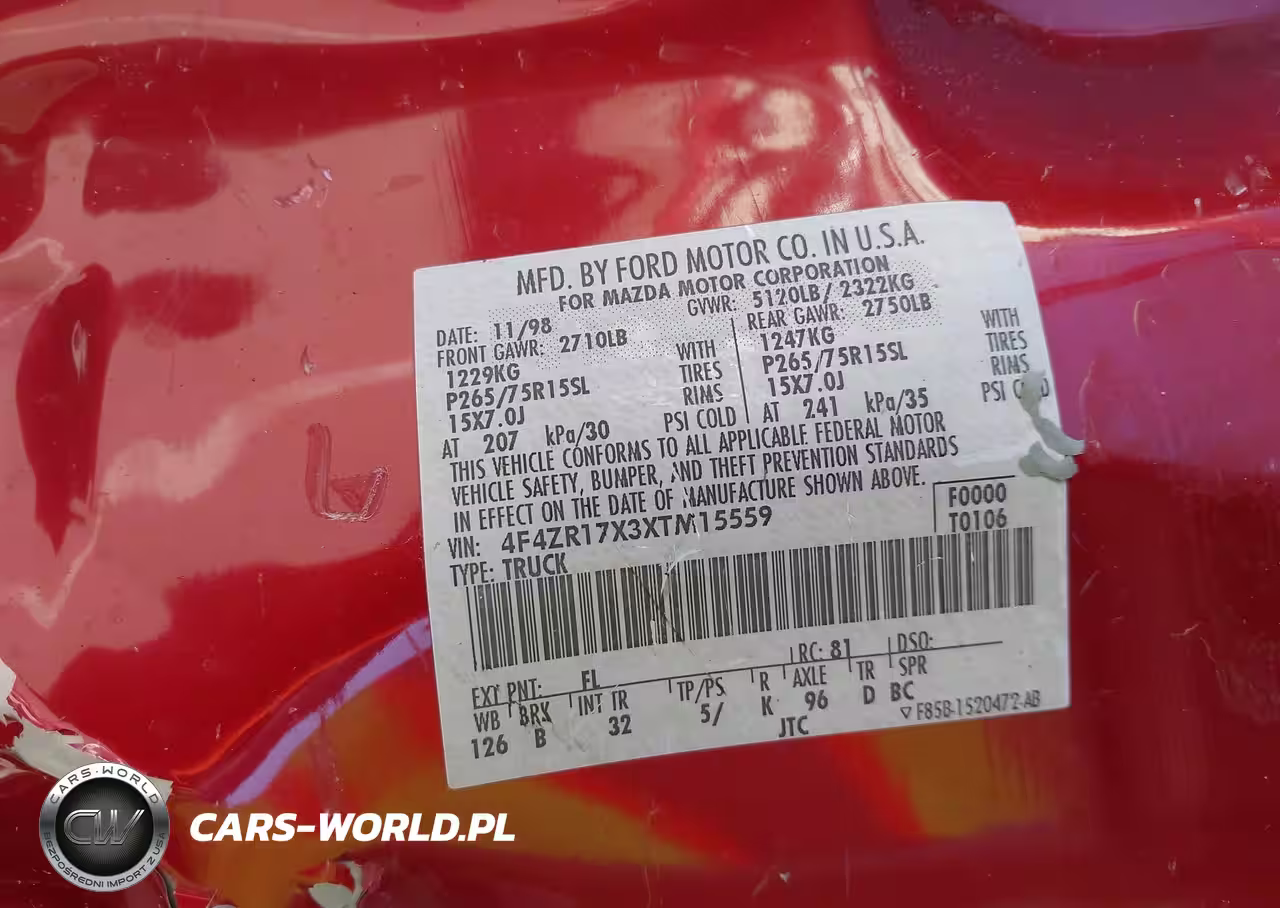 MFD. BY FORD MOTOR CO. IN U.S.A.
FOR MAZDA MOTOR CORPORATION
DATE: 11/98 GVWR: 5120LB/ 2322KG
FRONT GAWR: 2710LB REAR GAWR: 2750LB
1229KG WITH 1247KG WITH
P265/75R15SL TIRES P265/75R15SL TIRES
15X7.0J RIMS 15X7.0J RIMS
AT 207 kPa/30 PSI COLD AT 241 kPa/35 PSI
THIS VEHICLE CONFORMS TO ALL APPLICABLE FEDERAL MOTOR
VEHICLE SAFETY, BUMPER, AND THEFT PREVENTION STANDARDS
IN EFFECT ON THE DATE OF MANUFACTURE SHOWN ABOVE.
VIN: 4F4ZR17X3XTM15559 F0000
TYPE: TRUCK T0106
EXT PNT: FL RC: 81 DSO:
WB BRK INT TR TP/PS R AXLE TR SPR
126 B 32 5/ K 96 D BC
JTC F85B-1520472-AB
CARS-WORLD
CW
BEZPOŚREDNI IMPORT Z USA
CARS-WORLD.PL